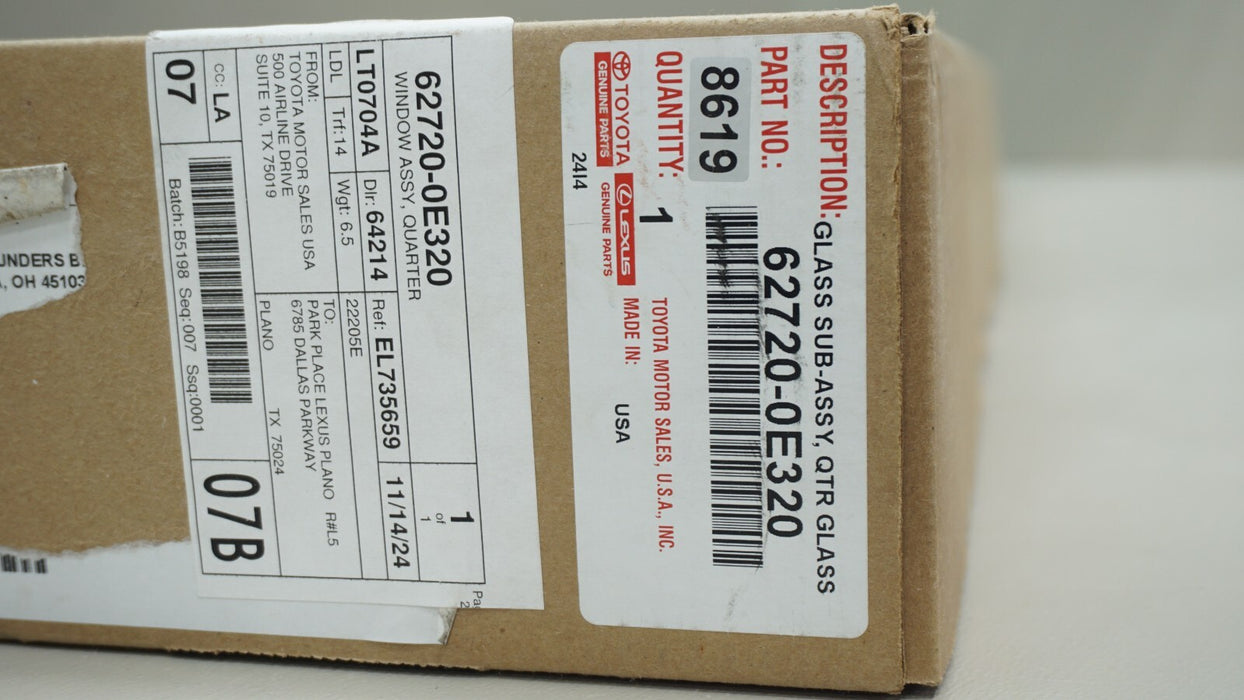 DESCRIPTION: GLASS SUB-ASSY, QTR GLASS
PART NO.: 62720-0E320
8619
QUANTITY: 1
TOYOTA MOTOR SALES, U.S.A., INC.
TOYOTA
GENUINE PARTS
LEXUS
GENUINE PARTS
MADE IN: USA
2414
62720-0E320
WINDOW ASSY, QUARTER
1
of
1
LT0704A
Dlr: 64214
Ref: EL735659
11/14/24
LDL
Trf: 14
Wgt: 6.5
22205E
FROM:
TOYOTA MOTOR SALES USA
500 AIRLINE DRIVE
SUITE 10, TX 75019
TO:
PARK PLACE LEXUS PLANO R#L5
6785 DALLAS PARKWAY
PLANO TX 75024
CC: LA
07
Batch: B5198 Seq: 007 Ssq:0001
07B
UNDERS B
, OH 45103